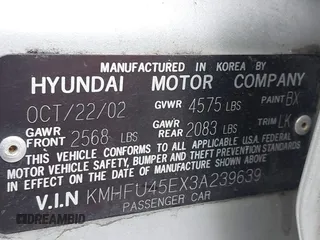 MANUFACTURED IN KOREA BY
HYUNDAI MOTOR COMPANY
OCT/22/02 GVWR 4575 LBS PAINT BX
GAWR FRONT 2568 LBS GAWR REAR 2083 LBS TRIM LK
THIS VEHICLE CONFORMS TO ALL APPLICABLE U.S. FEDERAL
MOTOR VEHICLE SAFETY, BUMPER, AND THEFT PREVENTION STANDARDS
IN EFFECT ON THE DATE OF MANUFACTURE SHOWN ABOVE.
V.I.N KMHFU45EX3A239639
PASSENGER CAR
DREAMBID